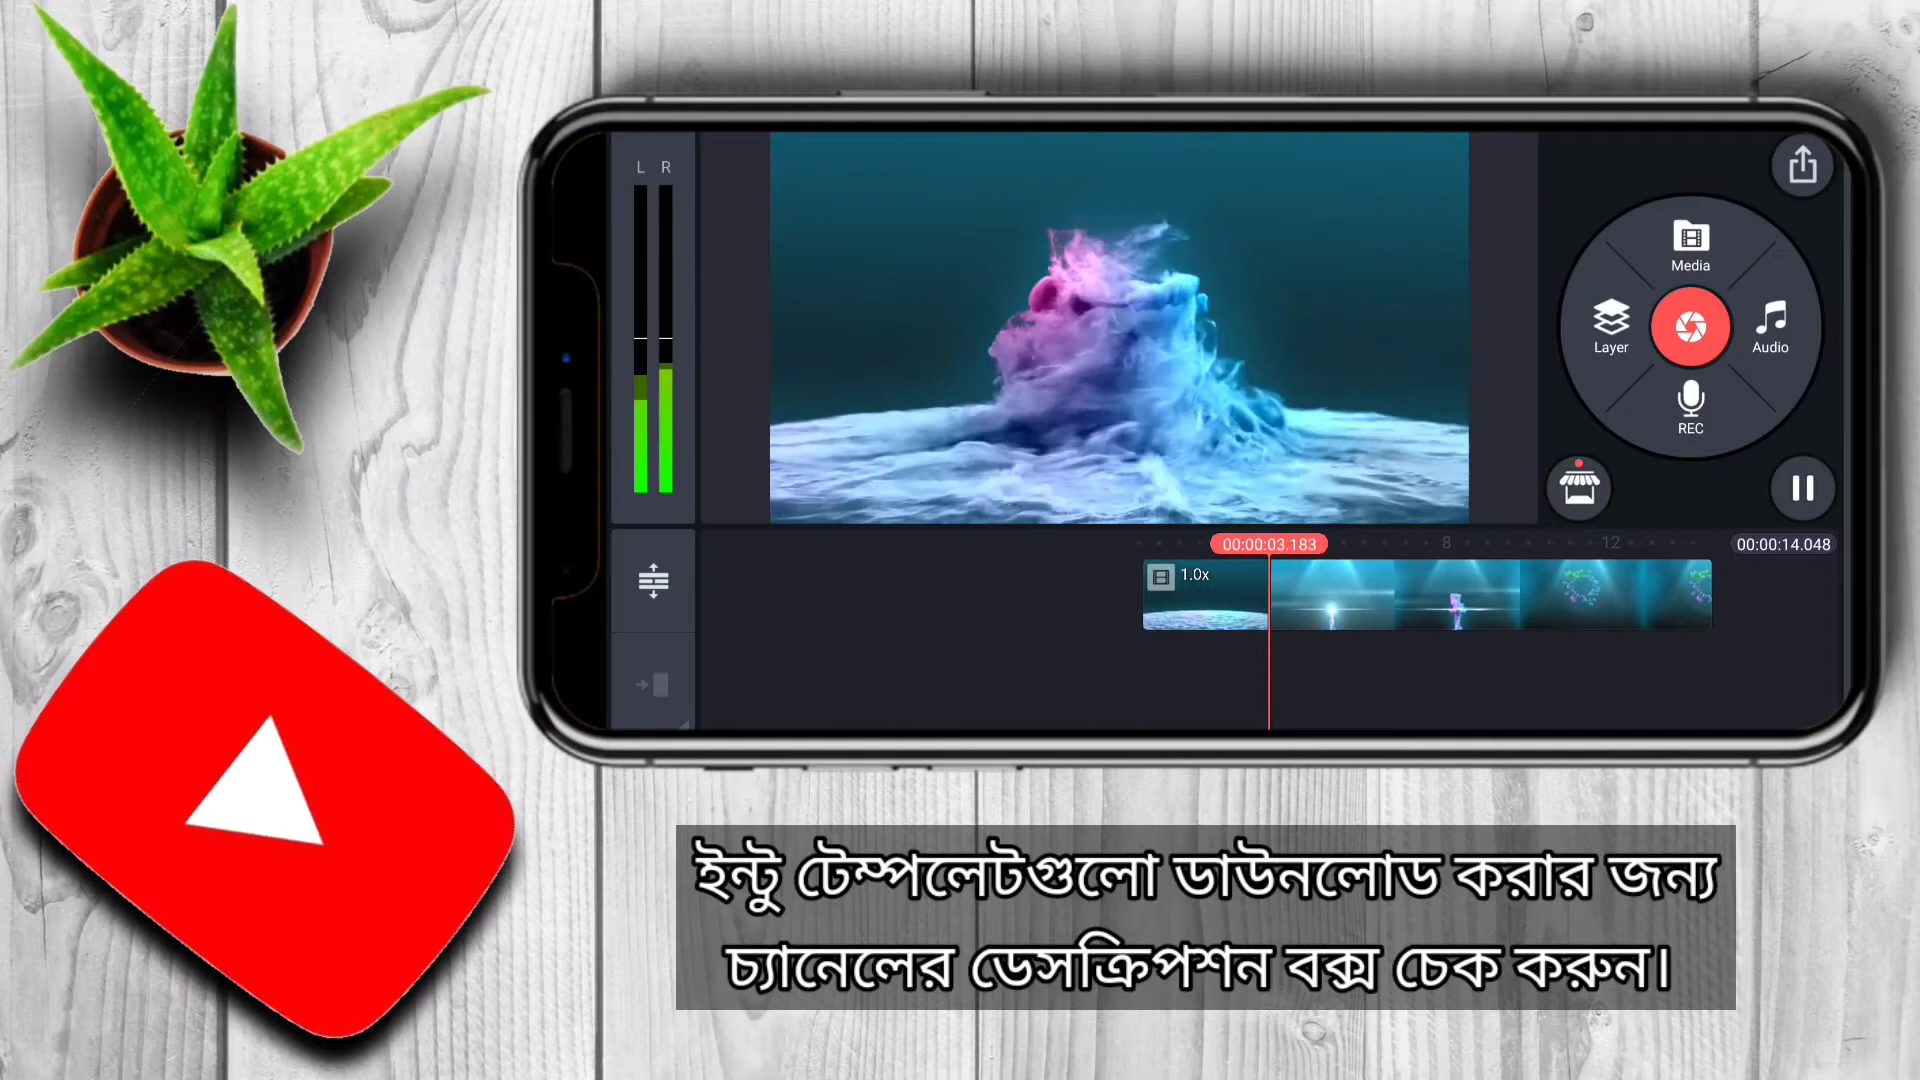 L R
Media
Layer
Audio
REC
00:00:03.183
8
12
00:00:14.048
1.0x
ইন্টু টেম্পলেটগুলো ডাউনলোড করার জন্য
চ্যানেলের ডেসক্রিপশন বক্স চেক করুন।